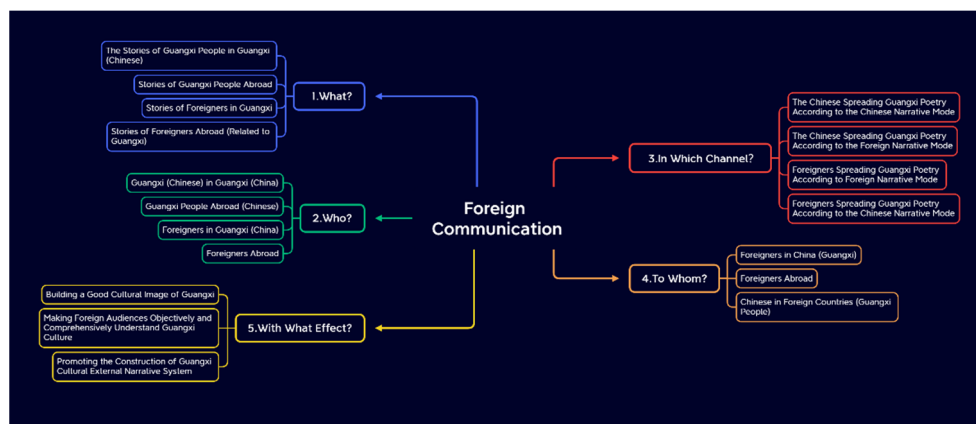 Foreign
Communication
1.What?
The Stories of Guangxi People in Guangxi
(Chinese)
Stories of Guangxi People Abroad
Stories of Foreigners in Guangxi
Stories of Foreigners Abroad (Related to
Guangxi)
2.Who?
Guangxi (Chinese) in Guangxi (China)
Guangxi People Abroad (Chinese)
Foreigners in Guangxi (China)
Foreigners Abroad
3.In Which Channel?
The Chinese Spreading Guangxi Poetry
According to the Chinese Narrative Mode
The Chinese Spreading Guangxi Poetry
According to the Foreign Narrative Mode
Foreigners Spreading Guangxi Poetry
According to Foreign Narrative Mode
Foreigners Spreading Guangxi Poetry
According to the Chinese Narrative Mode
4.To Whom?
Foreigners in China (Guangxi)
Foreigners Abroad
Chinese in Foreign Countries (Guangxi
People)
5.With What Effect?
Building a Good Cultural Image of Guangxi
Making Foreign Audiences Objectively and
Comprehensively Understand Guangxi
Culture
Promoting the Construction of Guangxi
Cultural External Narrative System